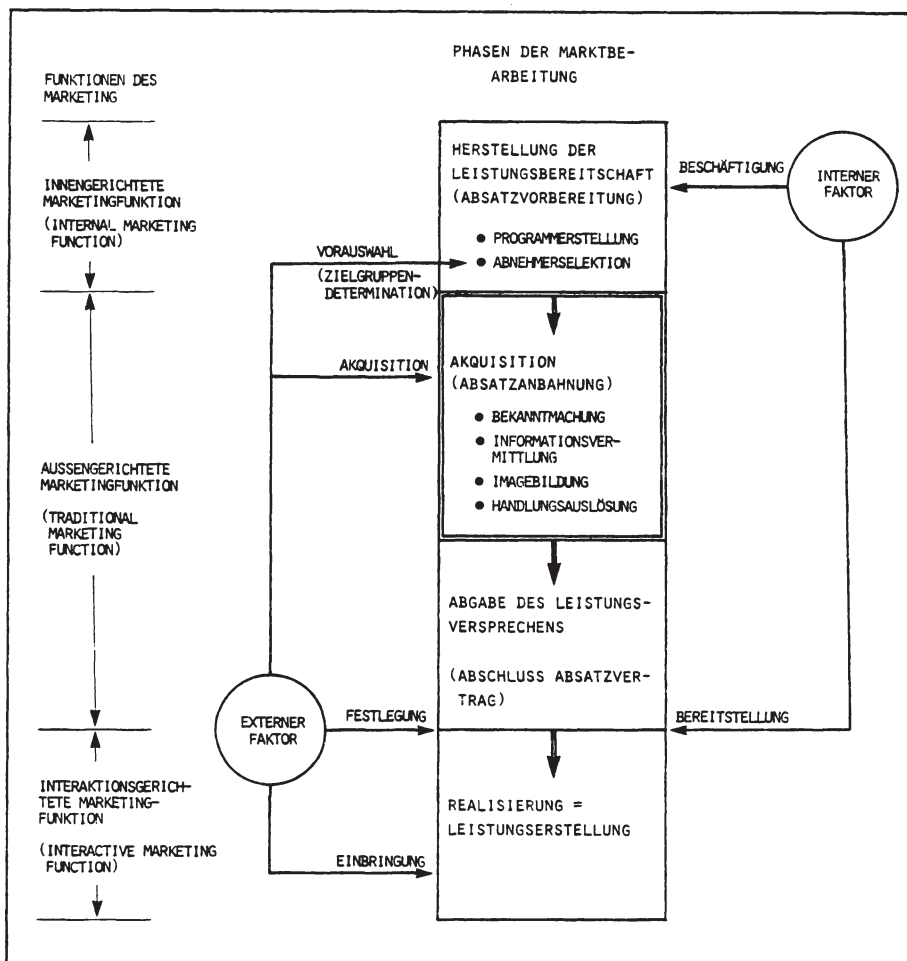 PHASEN DER MARKTBE-
ARBEITUNG
FUNKTIONEN DES
MARKETING
INNENGERICHTETE
MARKETINGFUNKTION
(INTERNAL MARKETING
FUNCTION)
AUSSENGERICHTETE
MARKETINGFUNKTION
(TRADITIONAL
MARKETING
FUNCTION)
INTERAKTIONSGERICH-
TETE MARKETING-
FUNKTION
(INTERACTIVE MARKETING
FUNCTION)
VORAUSWAHL
(ZIELGRUPPEN-
DETERMINATION)
AKQUISITION
EXTERNER
FAKTOR
FESTLEGUNG
EINBRINGUNG
HERSTELLUNG DER
LEISTUNGSBEREITSCHAFT
(ABSATZVORBEREITUNG)
● PROGRAMMERSTELLUNG
● ABNEHMERSELEKTION
AKQUISITION
(ABSATZANBAHNUNG)
● BEKANNTMACHUNG
● INFORMATIONSVER-
MITTLUNG
● IMAGEBILDUNG
● HANDLUNGSAUSLÖSUNG
ABGABE DES LEISTUNGS-
VERSPRECHENS
(ABSCHLUSS ABSATZVER-
TRAG)
REALISIERUNG =
LEISTUNGSERSTELLUNG
BESCHÄFTIGUNG
INTERNER
FAKTOR
BEREITSTELLUNG